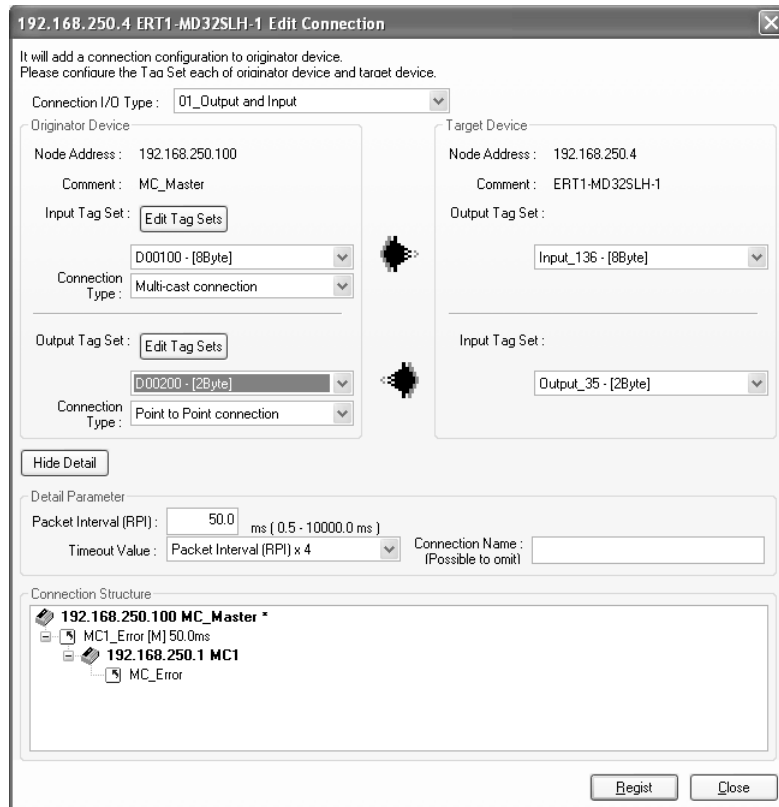 192.168.250.4 ERT1-MD32SLH-1 Edit Connection
It will add a connection configuration to originator device.
Please configure the Tag Set each of originator device and target device.
Connection I/O Type : 01_Output and Input
Originator Device
Node Address : 192.168.250.100
Comment : MC_Master
Input Tag Set : Edit Tag Sets
D00100 - [8Byte]
Connection Type : Multi-cast connection
Output Tag Set : Edit Tag Sets
D00200 - [2Byte]
Connection Type : Point to Point connection
Target Device
Node Address : 192.168.250.4
Comment : ERT1-MD32SLH-1
Output Tag Set :
Input_136 - [8Byte]
Input Tag Set :
Output_35 - [2Byte]
Hide Detail
Detail Parameter
Packet Interval (RPI) : 50.0 ms ( 0.5 - 10000.0 ms )
Timeout Value : Packet Interval (RPI) x 4
Connection Name :
(Possible to omit)
Connection Structure
192.168.250.100 MC_Master *
MC1_Error [M] 50.0ms
192.168.250.1 MC1
MC_Error
Regist Close